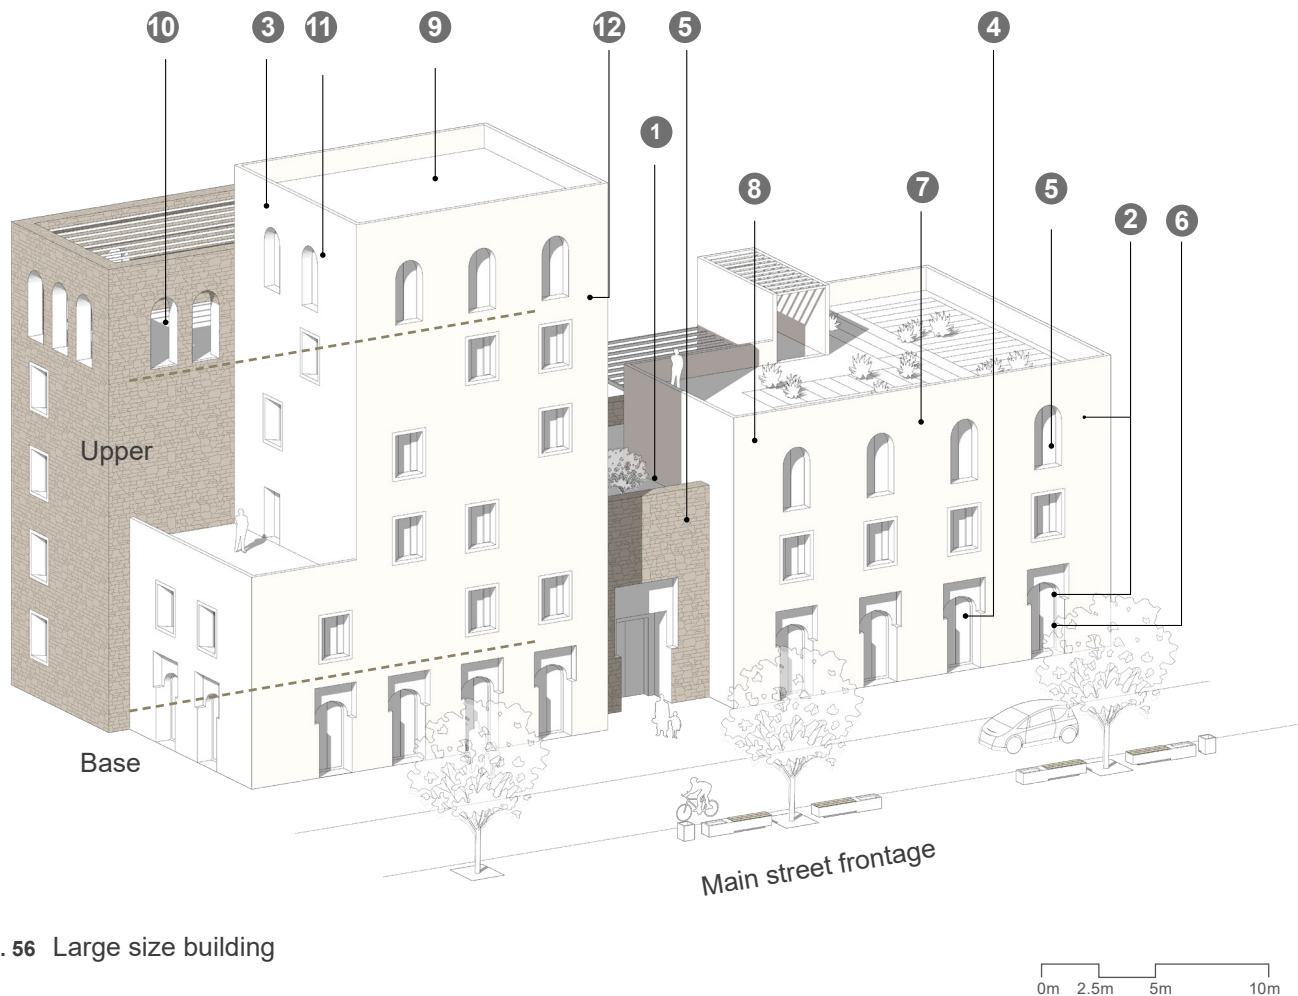 10 3 11 9 12 5 4
1
8 7 5 2 6
Upper
Base
Main street frontage
. 56 Large size building
0m 2.5m 5m 10m